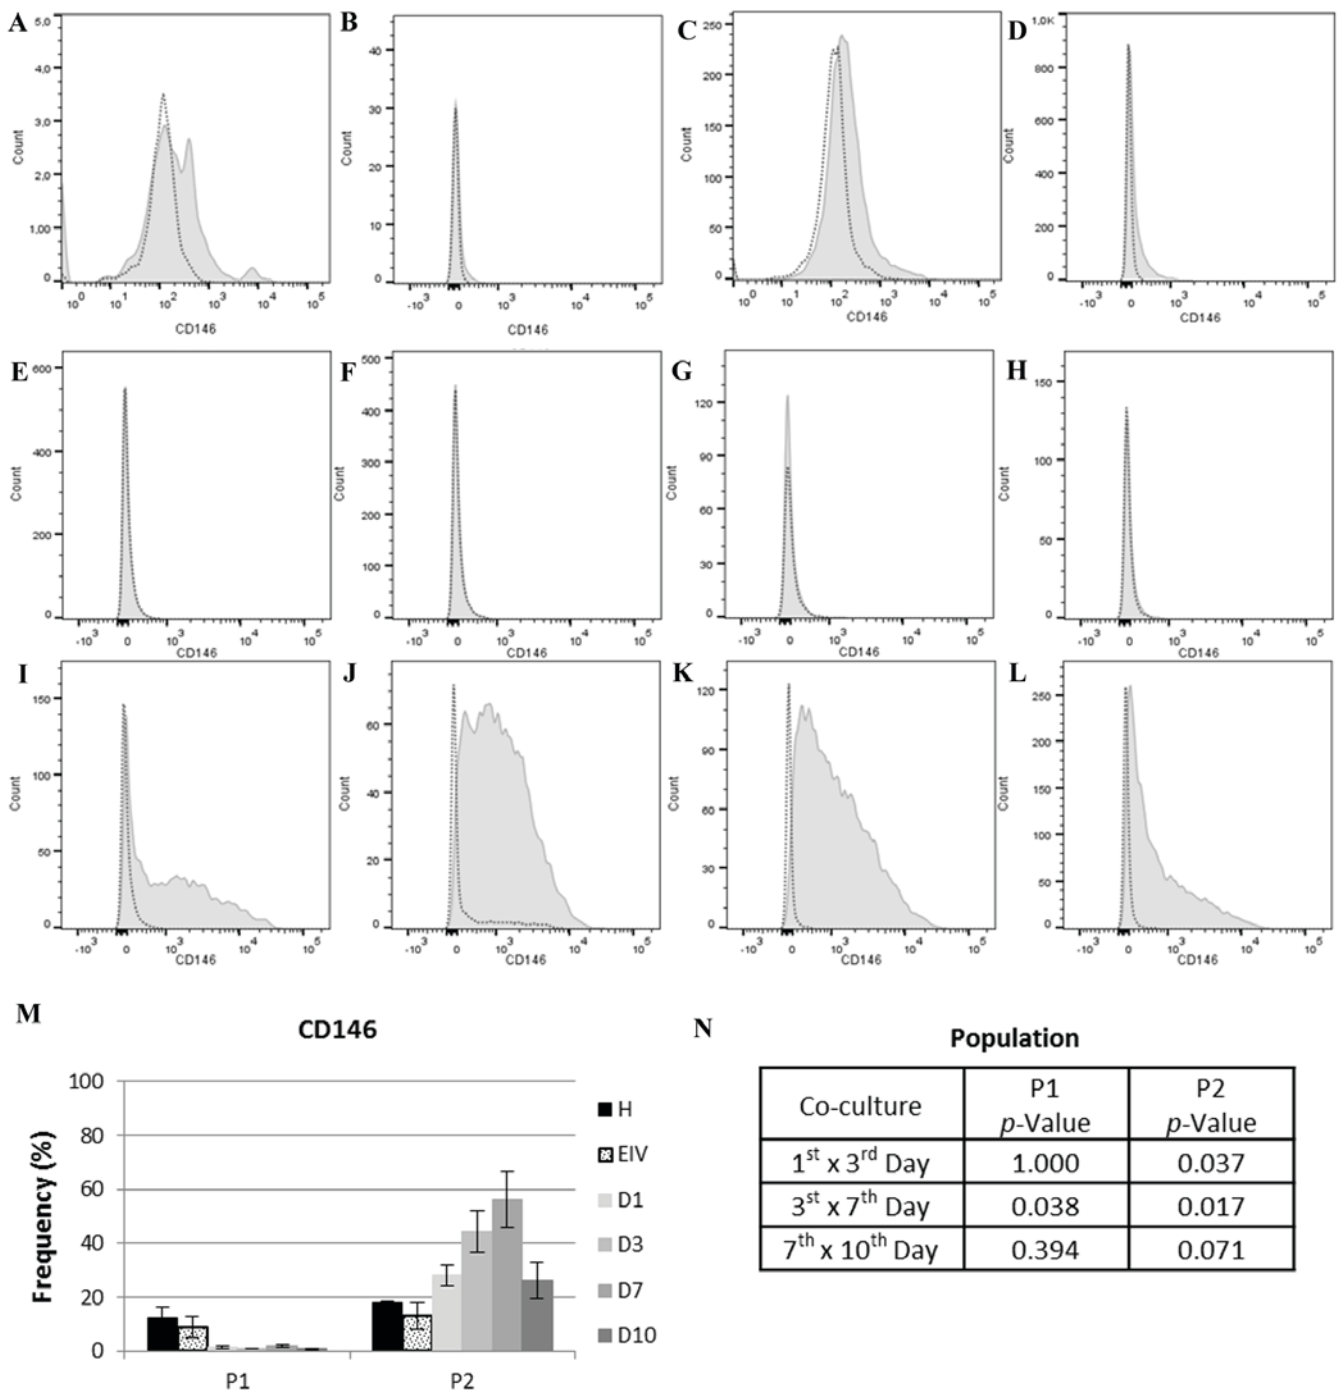 A
5,0
4,0
3,0
2,0
1,00
0
Count
10^0 10^1 10^2 10^3 10^4 10^5
CD146
B
40
30
20
10
0
Count
-10^3 0 10^3 10^4 10^5
CD146
C
250
200
150
100
50
0
Count
10^0 10^1 10^2 10^3 10^4 10^5
CD146
D
1,0K
800
600
400
200
0
Count
-10^3 0 10^3 10^4 10^5
CD146
E
600
400
200
0
Count
-10^3 0 10^3 10^4 10^5
CD146
F
500
400
300
200
100
0
Count
-10^3 0 10^3 10^4 10^5
CD146
G
120
90
60
30
0
Count
-10^3 0 10^3 10^4 10^5
CD146
H
150
100
50
0
Count
-10^3 0 10^3 10^4 10^5
CD146
I
150
100
50
0
Count
-10^3 0 10^3 10^4 10^5
CD146
J
60
40
20
0
Count
-10^3 0 10^3 10^4 10^5
CD146
K
120
90
60
30
0
Count
-10^3 0 10^3 10^4 10^5
CD146
L
250
200
150
100
50
0
Count
-10^3 0 10^3 10^4 10^5
CD146
M
CD146
Frequency (%)
100
80
60
40
20
0
P1 P2
H
EIV
D1
D3
D7
D10
N
Population
Co-culture P1 p-Value P2 p-Value
1st x 3rd Day 1.000 0.037
3st x 7th Day 0.038 0.017
7th x 10th Day 0.394 0.071